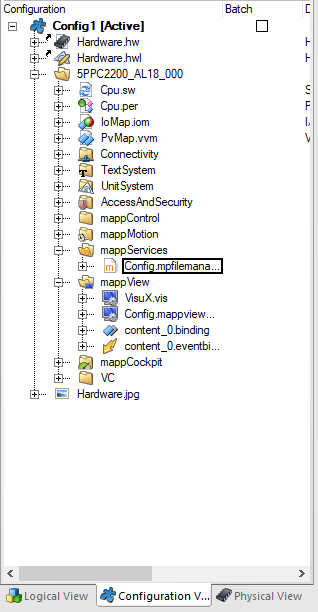 Configuration Batch D
Config1 [Active]
Hardware.hw
Hardware.hwl
5PPC2200_AL18_000
Cpu.sw
Cpu.per
IoMap.iom
PvMap.vvm
Connectivity
TextSystem
UnitSystem
AccessAndSecurity
mappControl
mappMotion
mappServices
Config.mpfilemana...
mappView
VisuX.vis
Config.mappview...
content_0.binding
content_0.eventbi...
mappCockpit
VC
Hardware.jpg
Logical View Configuration V... Physical View